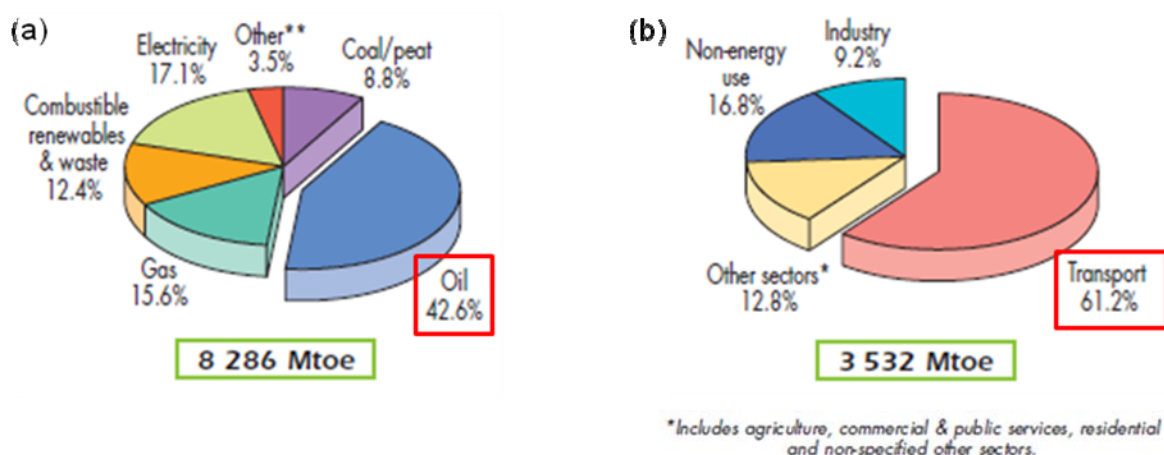 (a)
Electricity
17.1%
Other**
3.5%
Coal/peat
8.8%
Combustible
renewables
& waste
12.4%
Gas
15.6%
Oil
42.6%
8 286 Mtoe
(b)
Non-energy
use
16.8%
Industry
9.2%
Other sectors*
12.8%
Transport
61.2%
3 532 Mtoe
*Includes agriculture, commercial & public services, residential
and non-specified other sectors.